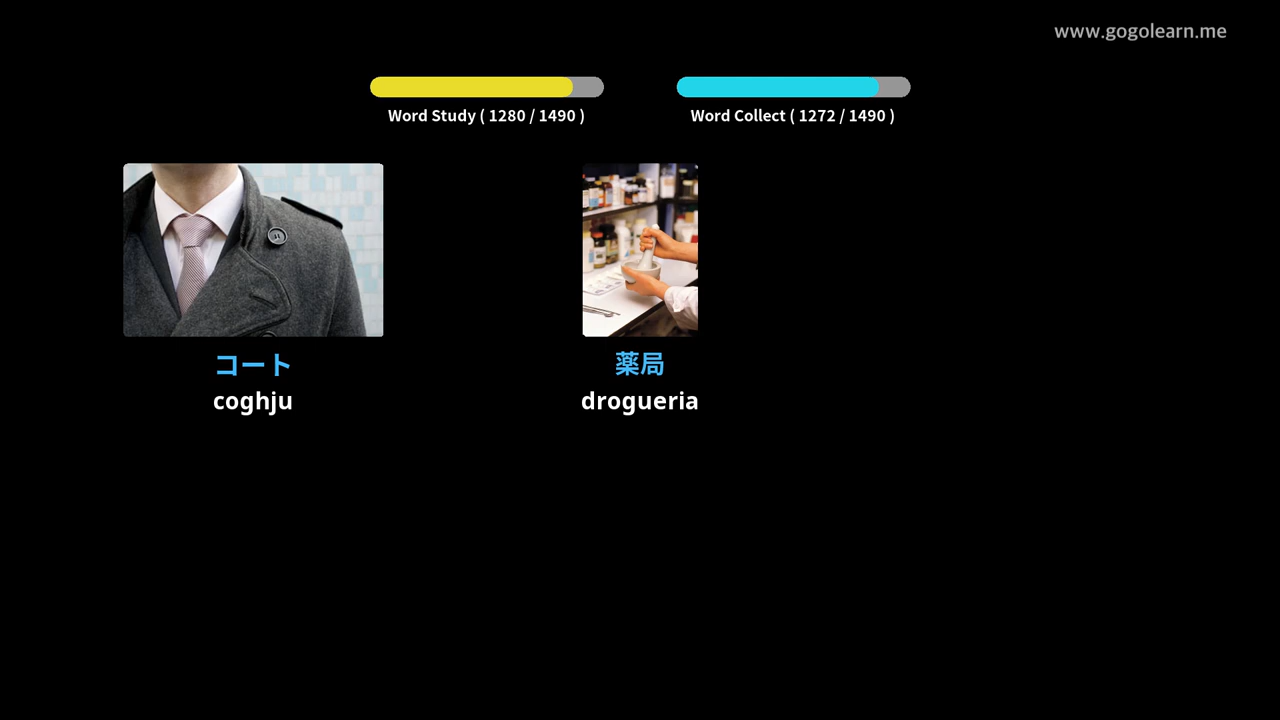 www.gogolearn.me
Word Study ( 1280 / 1490 )
Word Collect ( 1272 / 1490 )
コート
coghju
薬局
drogueria